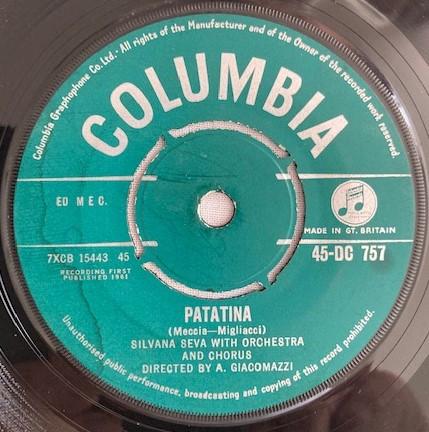 Columbia Graphophone Co. Ltd. · All rights of the Manufacturer and of the Owner of the recorded work reserved.
COLUMBIA
ED MEC.
MADE IN GT. BRITAIN
7XCB 15443 45
45-DC 757
RECORDING FIRST
PUBLISHED 1961
PATATINA
(Meccia—Migliacci)
SILVANA SEVA WITH ORCHESTRA
AND CHORUS
DIRECTED BY A. GIACOMAZZI
Unauthorised public performance, broadcasting and copying of this record prohibited.